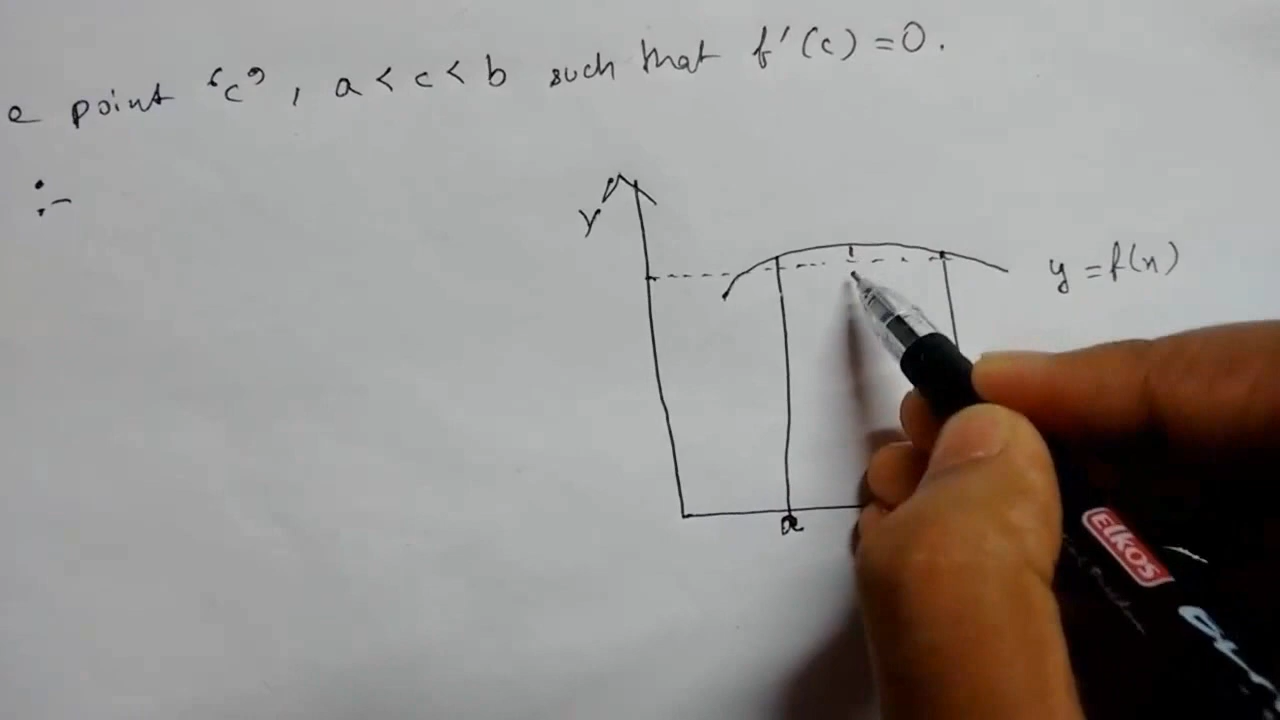 e point “c”, a < c < b such that f'(c) = 0.
:-
y
y = f(x)
a
Elkos